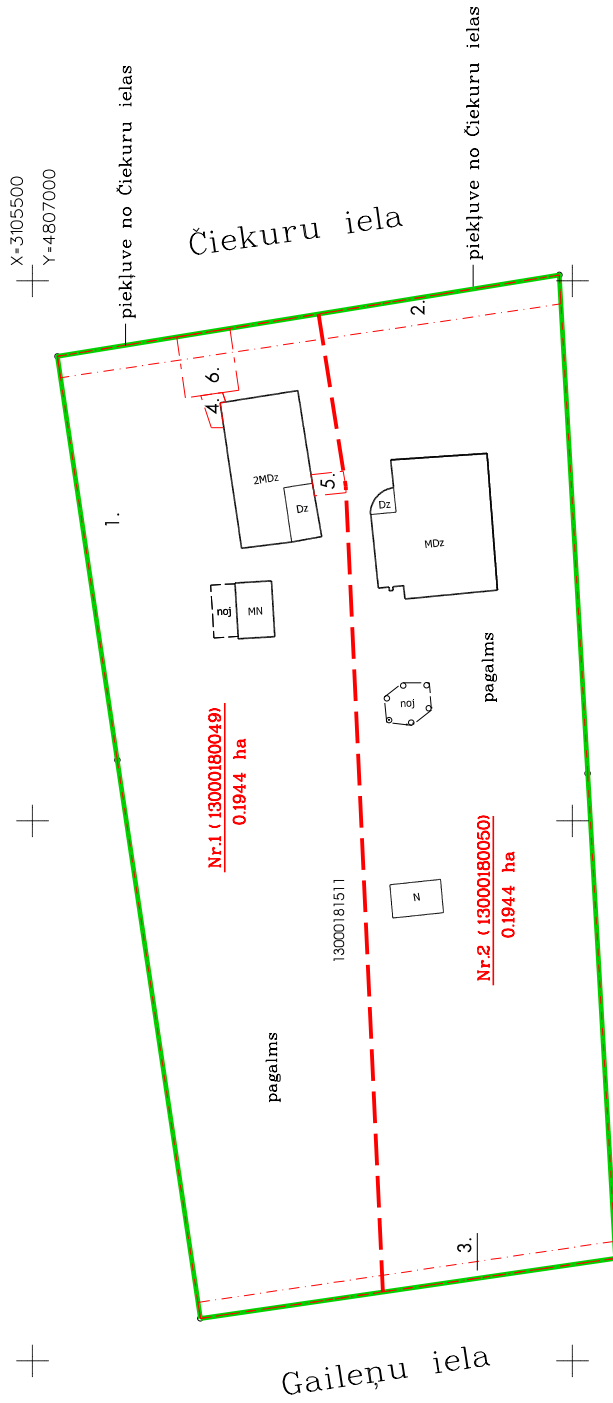 X=3105500
Y=4807000
piekļuve no Čiekuru ielas
piekļuve no Čiekuru ielas
Čiekuru iela
1.
2.
6.
4.
5.
2MDz
Dz
Dz
MDz
noj
MN
pagalms
noj
Nr.1 (13000180049)
0.1944 ha
Nr.2 (13000180050)
0.1944 ha
13000181511
N
pagalms
3.
Gaileņu iela